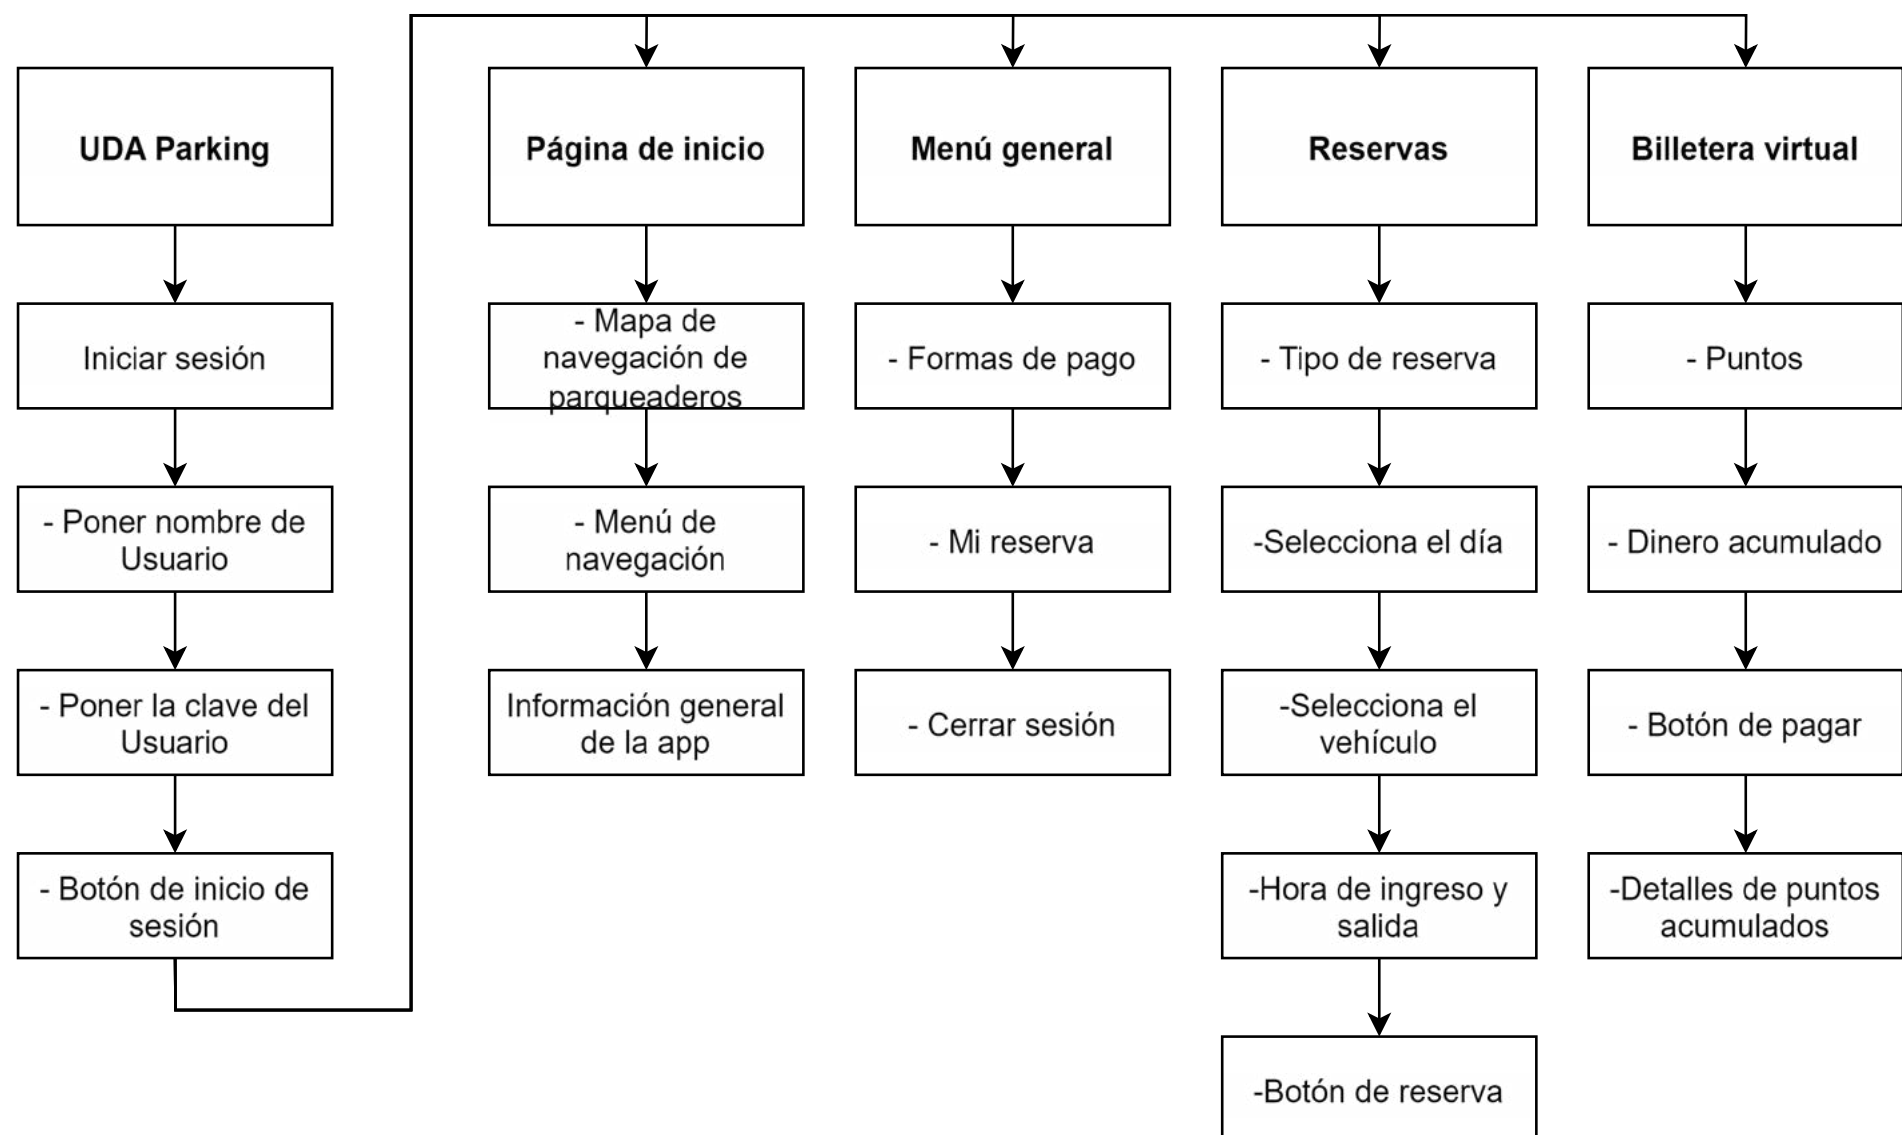 UDA Parking
Iniciar sesión
- Poner nombre de
Usuario
- Poner la clave del
Usuario
- Botón de inicio de
sesión
Página de inicio
- Mapa de
navegación de
parqueaderos
- Menú de
navegación
Información general
de la app
Menú general
- Formas de pago
- Mi reserva
- Cerrar sesión
Reservas
- Tipo de reserva
-Selecciona el día
-Selecciona el
vehículo
-Hora de ingreso y
salida
-Botón de reserva
Billetera virtual
- Puntos
- Dinero acumulado
- Botón de pagar
-Detalles de puntos
acumulados